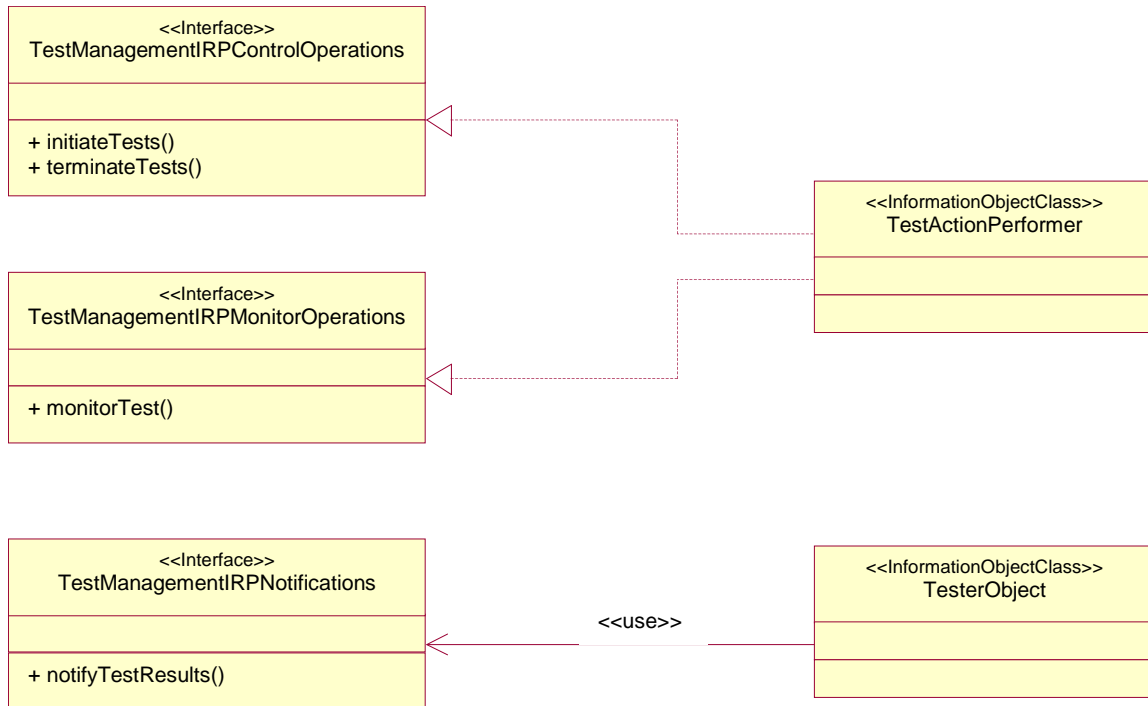 <<Interface>>
TestManagementIRPControlOperations
+ initiateTests()
+ terminateTests()
<<InformationObjectClass>>
TestActionPerformer
<<Interface>>
TestManagementIRPMonitorOperations
+ monitorTest()
<<Interface>>
TestManagementIRPNotifications
+ notifyTestResults()
<<use>>
<<InformationObjectClass>>
TesterObject